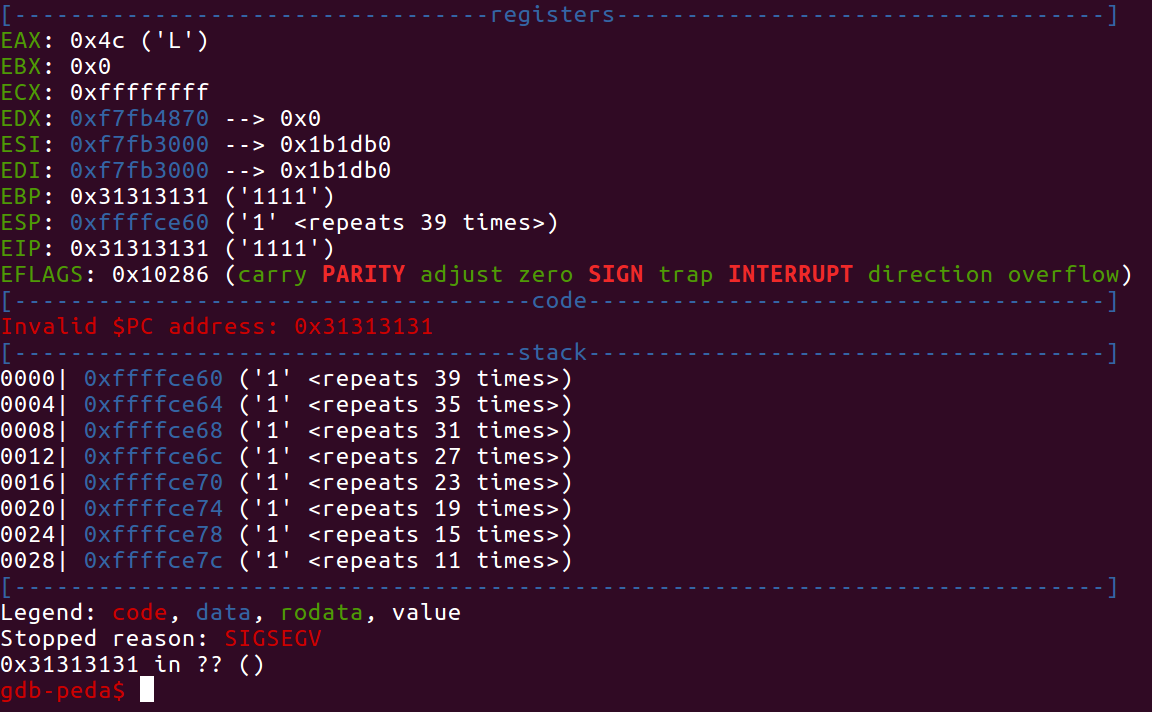 [----------------------------------registers-----------------------------------]
EAX: 0x4c ('L')
EBX: 0x0
ECX: 0xffffffff
EDX: 0xf7fb4870 --> 0x0
ESI: 0xf7fb3000 --> 0x1b1db0
EDI: 0xf7fb3000 --> 0x1b1db0
EBP: 0x31313131 ('1111')
ESP: 0xffffce60 ('1' <repeats 39 times>)
EIP: 0x31313131 ('1111')
EFLAGS: 0x10286 (carry PARITY adjust zero SIGN trap INTERRUPT direction overflow)
[-------------------------------------code-------------------------------------]
Invalid $PC address: 0x31313131
[------------------------------------stack-------------------------------------]
0000| 0xffffce60 ('1' <repeats 39 times>)
0004| 0xffffce64 ('1' <repeats 35 times>)
0008| 0xffffce68 ('1' <repeats 31 times>)
0012| 0xffffce6c ('1' <repeats 27 times>)
0016| 0xffffce70 ('1' <repeats 23 times>)
0020| 0xffffce74 ('1' <repeats 19 times>)
0024| 0xffffce78 ('1' <repeats 15 times>)
0028| 0xffffce7c ('1' <repeats 11 times>)
[------------------------------------------------------------------------------]
Legend: code, data, rodata, value
Stopped reason: SIGSEGV
0x31313131 in ?? ()
gdb-peda$